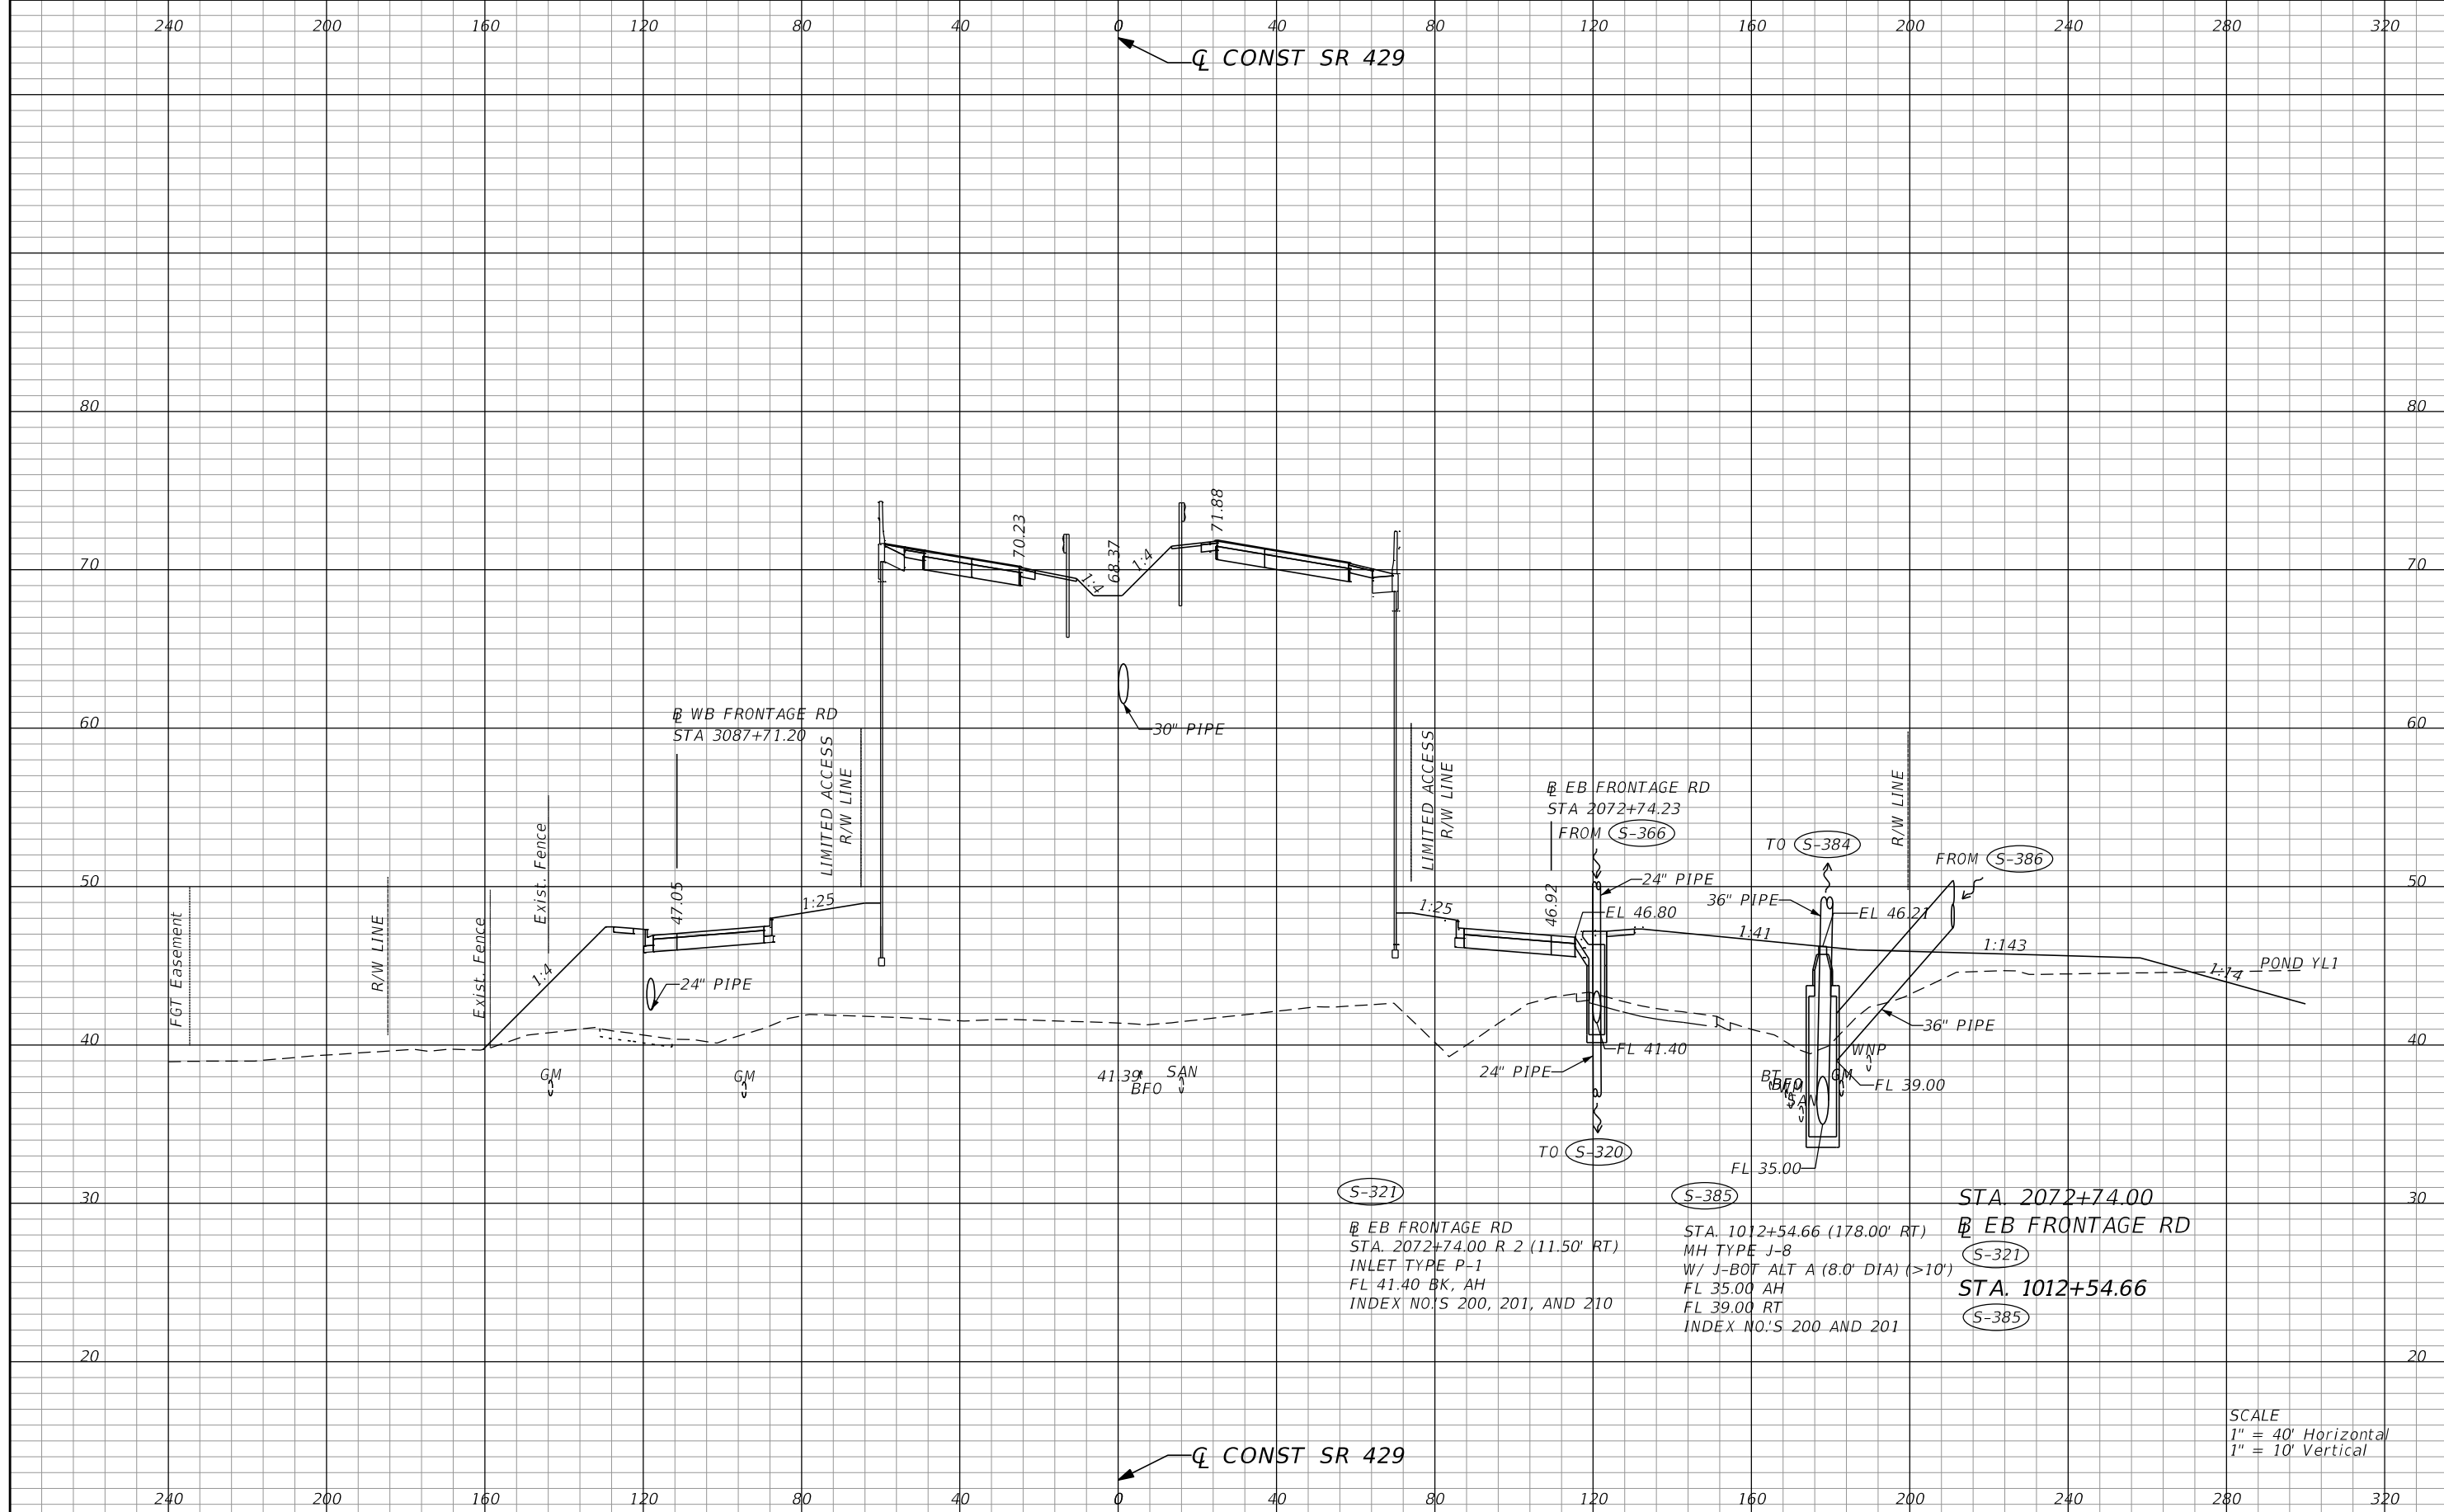 240 200 160 120 80 40 0 40 80 120 160 200 240 280 320
℄ CONST SR 429
80 80
71.88
70.23
68.37
1:4
1:4
70 70
60 60
℄ WB FRONTAGE RD
STA 3087+71.20
30" PIPE
LIMITED ACCESS
R/W LINE
LIMITED ACCESS
R/W LINE
B EB FRONTAGE RD
STA 2072+74.23
FROM S-366
TO S-384
R/W LINE
FROM S-386
50 50
24" PIPE
36" PIPE
EL 46.80
EL 46.21
46.92
47.05
1:25
1:25
1:41
1:143
1:14
POND YL1
FGT Easement
R/W LINE
Exist. Fence
Exist. Fence
1:4
24" PIPE
40 40
36" PIPE
FL 41.40
WNP
24" PIPE
FL 39.00
GM
GM
41.39
BFO
SAN
BT
BFO
SAN
GM
TO S-320
FL 35.00
30 30
S-321
B EB FRONTAGE RD
STA. 2072+74.00 R 2 (11.50' RT)
INLET TYPE P-1
FL 41.40 BK, AH
INDEX NO.'S 200, 201, AND 210
S-385
STA. 1012+54.66 (178.00' RT)
MH TYPE J-8
W/ J-BOT ALT A (8.0' DIA) (>10')
FL 35.00 AH
FL 39.00 RT
INDEX NO.'S 200 AND 201
STA. 2072+74.00
B EB FRONTAGE RD
S-321
STA. 1012+54.66
S-385
20 20
SCALE
1" = 40' Horizontal
1" = 10' Vertical
℄ CONST SR 429
240 200 160 120 80 40 0 40 80 120 160 200 240 280 320